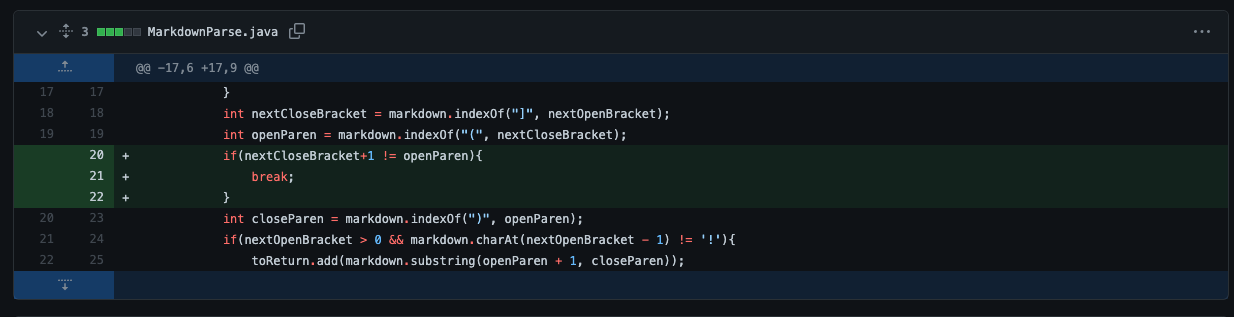 3 MarkdownParse.java ...
@@ -17,6 +17,9 @@
17 17 }
18 18 int nextCloseBracket = markdown.indexOf("]", nextOpenBracket);
19 19 int openParen = markdown.indexOf("(", nextCloseBracket);
20 + if(nextCloseBracket+1 != openParen){
21 + break;
22 + }
20 23 int closeParen = markdown.indexOf(")", openParen);
21 24 if(nextOpenBracket > 0 && markdown.charAt(nextOpenBracket - 1) != '!'){
22 25 toReturn.add(markdown.substring(openParen + 1, closeParen));